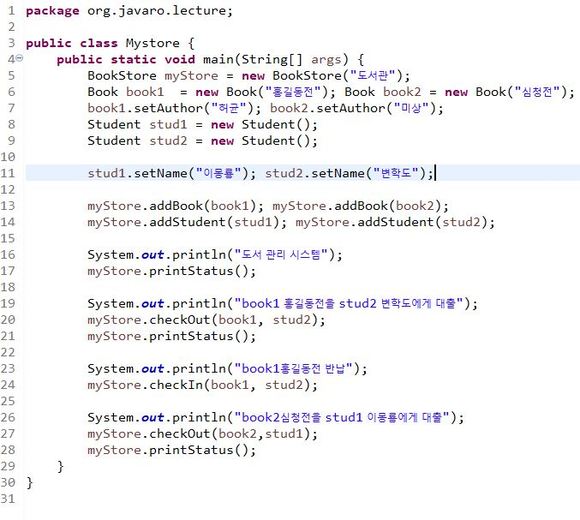 1 package org.javaro.lecture;
2
3 public class Mystore {
4 public static void main(String[] args) {
5 BookStore myStore = new BookStore("도서관");
6 Book book1  = new Book("홍길동전"); Book book2 = new Book("심청전");
7 book1.setAuthor("허균"); book2.setAuthor("미상");
8 Student stud1 = new Student();
9 Student stud2 = new Student();
10
11 stud1.setName("이몽룡"); stud2.setName("변학도");
12
13 myStore.addBook(book1); myStore.addBook(book2);
14 myStore.addStudent(stud1); myStore.addStudent(stud2);
15
16 System.out.println("도서 관리 시스템");
17 myStore.printStatus();
18
19 System.out.println("book1 홍길동전을 stud2 변학도에게 대출");
20 myStore.checkOut(book1, stud2);
21 myStore.printStatus();
22
23 System.out.println("book1홍길동전 반납");
24 myStore.checkIn(book1, stud2);
25
26 System.out.println("book2심청전을 stud1 이몽룡에게 대출");
27 myStore.checkOut(book2,stud1);
28 myStore.printStatus();
29 }
30 }
31